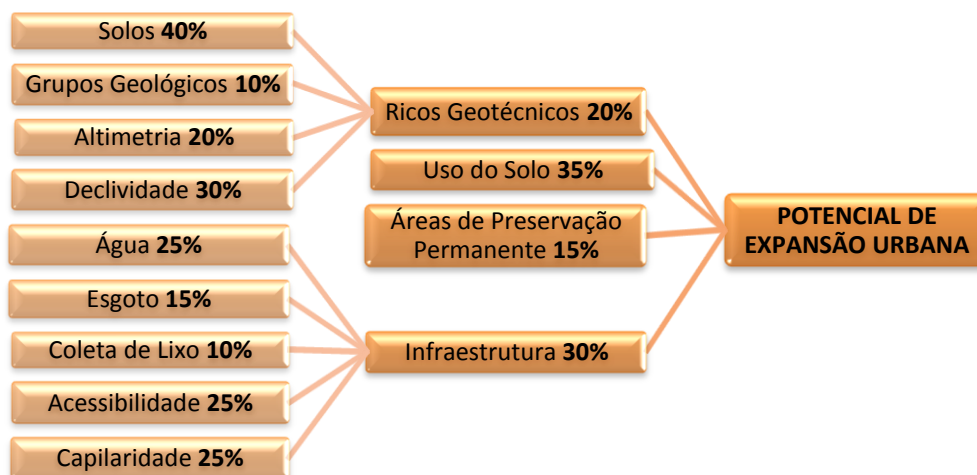 Solos 40%
Grupos Geológicos 10%
Altimetria 20%
Declividade 30%
Água 25%
Esgoto 15%
Coleta de Lixo 10%
Acessibilidade 25%
Capilaridade 25%
Ricos Geotécnicos 20%
Uso do Solo 35%
Áreas de Preservação
Permanente 15%
Infraestrutura 30%
POTENCIAL DE
EXPANSÃO URBANA